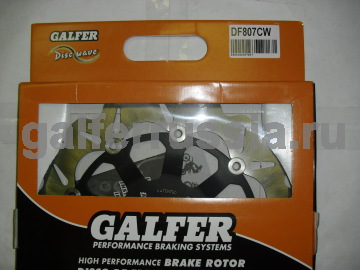 GALFER
Disc wave
DF807CW
galferrussia.ru
GALFER
PERFORMANCE BRAKING SYSTEMS
HIGH PERFORMANCE BRAKE ROTOR